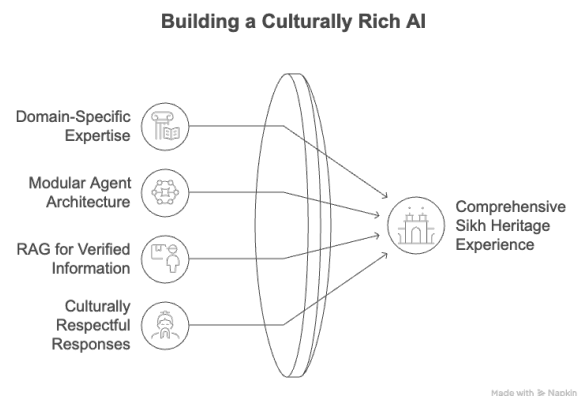 Building a Culturally Rich AI
Domain-Specific
Expertise
Modular Agent
Architecture
RAG for Verified
Information
Culturally
Respectful
Responses
Comprehensive
Sikh Heritage
Experience
Made with Napkin